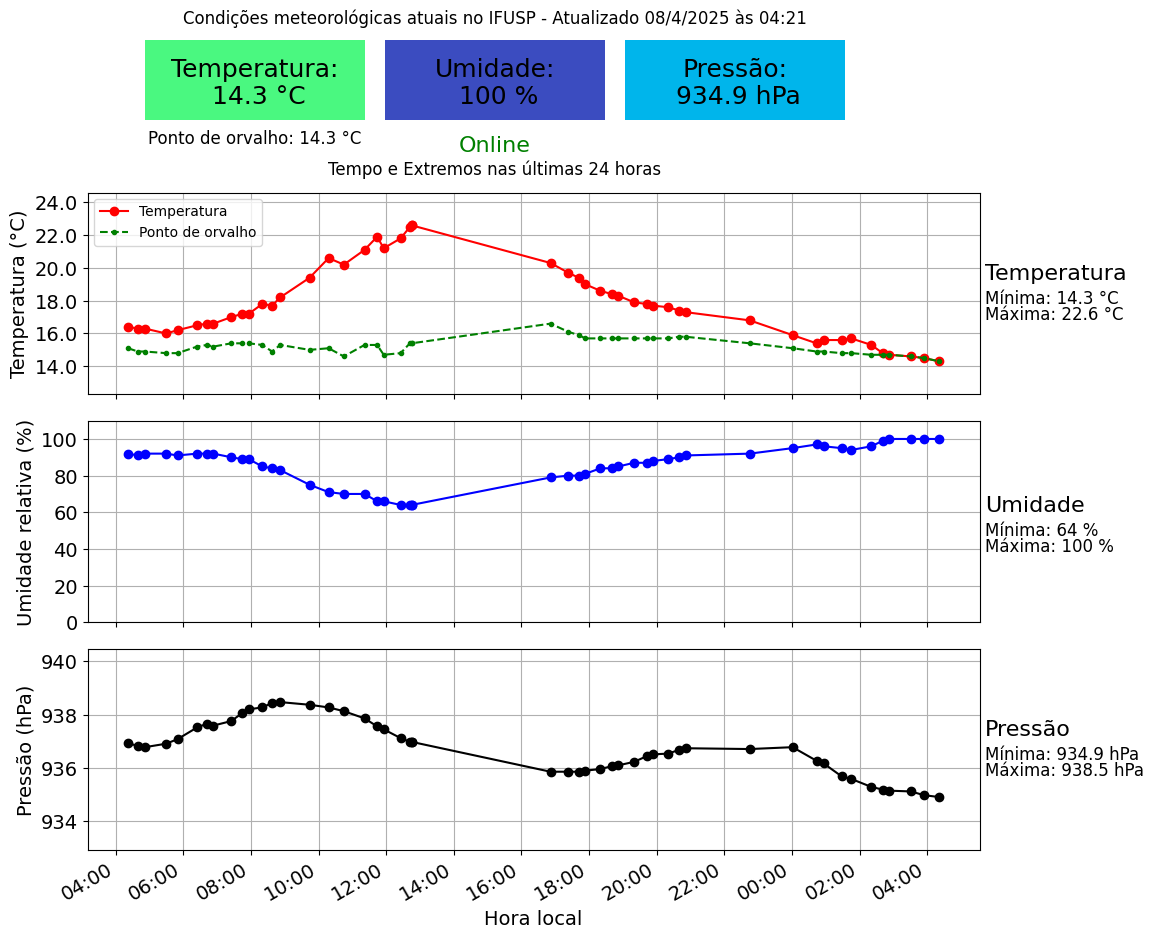 Condições meteorológicas atuais no IFUSP - Atualizado 08/4/2025 às 04:21
Temperatura:
14.3 °C
Umidade:
100 %
Pressão:
934.9 hPa
Ponto de orvalho: 14.3 °C
Online
Tempo e Extremos nas últimas 24 horas
Temperatura (°C)
24.0
22.0
20.0
18.0
16.0
14.0
Temperatura
Ponto de orvalho
Temperatura
Mínima: 14.3 °C
Máxima: 22.6 °C
Umidade relativa (%)
100
80
60
40
20
0
Umidade
Mínima: 64 %
Máxima: 100 %
Pressão (hPa)
940
938
936
934
Pressão
Mínima: 934.9 hPa
Máxima: 938.5 hPa
04:00 06:00 08:00 10:00 12:00 14:00 16:00 18:00 20:00 22:00 00:00 02:00 04:00
Hora local